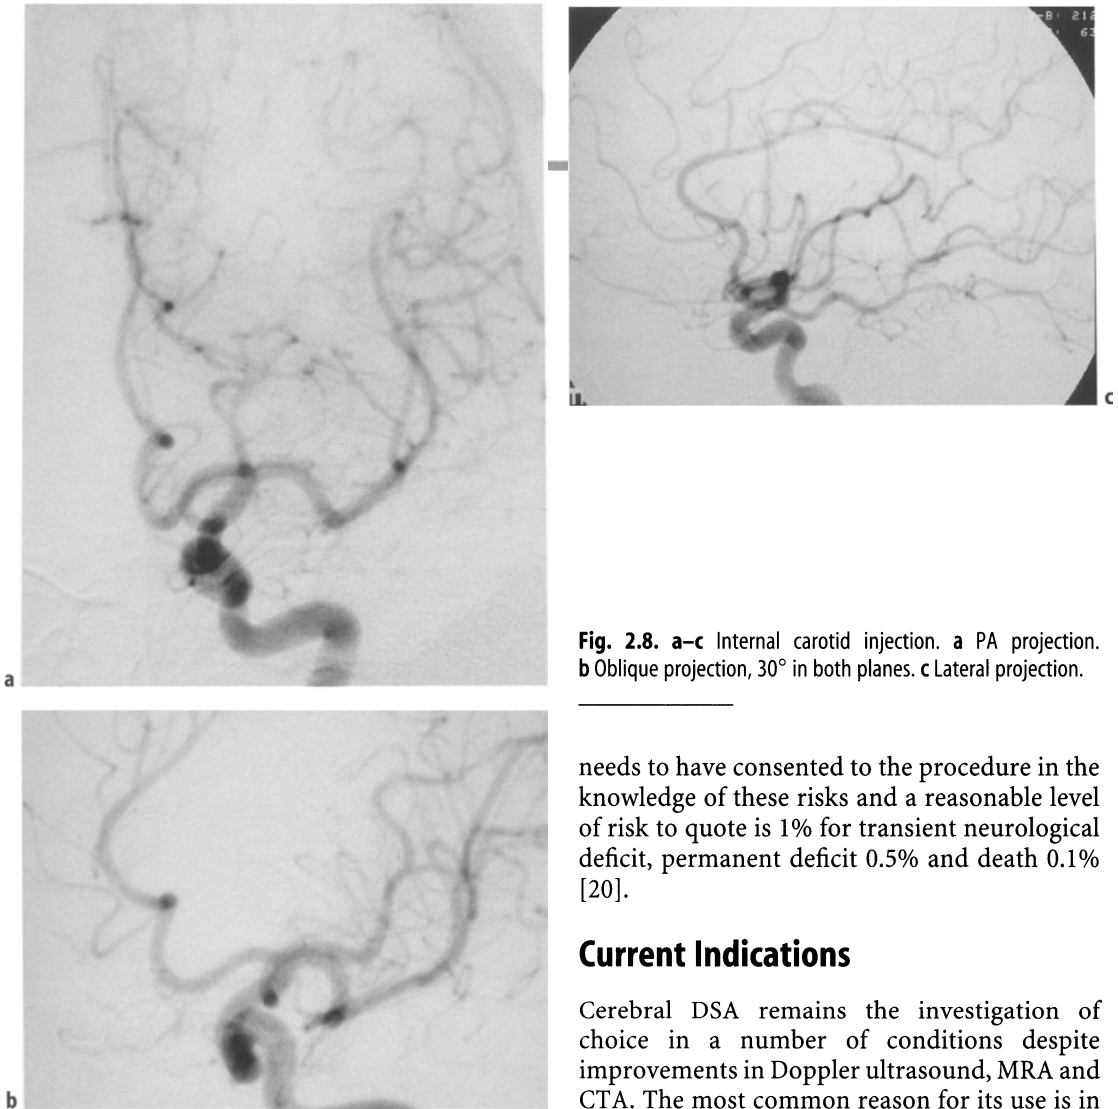 -B: 212
63
a
c
Fig. 2.8. a–c Internal carotid injection. a PA projection.
b Oblique projection, 30° in both planes. c Lateral projection.
b
needs to have consented to the procedure in the
knowledge of these risks and a reasonable level
of risk to quote is 1% for transient neurological
deficit, permanent deficit 0.5% and death 0.1%
[20].
Current Indications
Cerebral DSA remains the investigation of
choice in a number of conditions despite
improvements in Doppler ultrasound, MRA and
CTA. The most common reason for its use is in